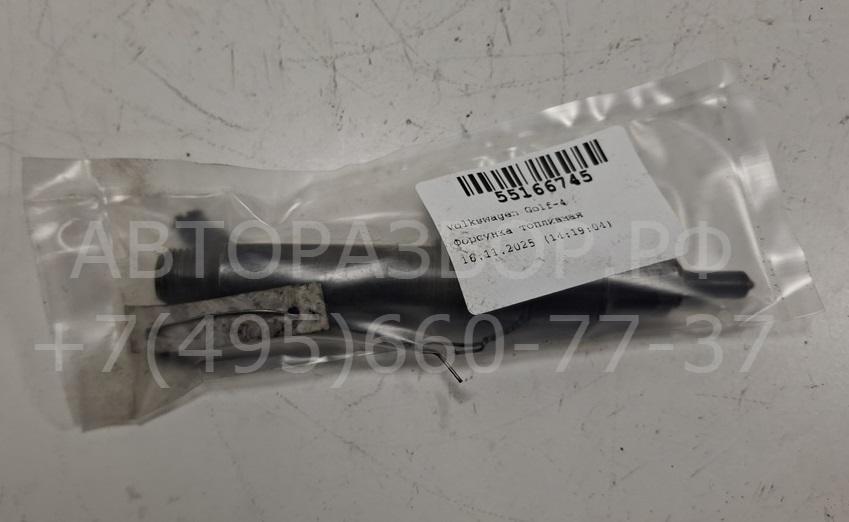 55166745
Volkswagen Golf-4
Форсунка топливная
16.11.2025 (14:19:04)
АВТОРАЗБОР.РФ
+7(495)660-77-37